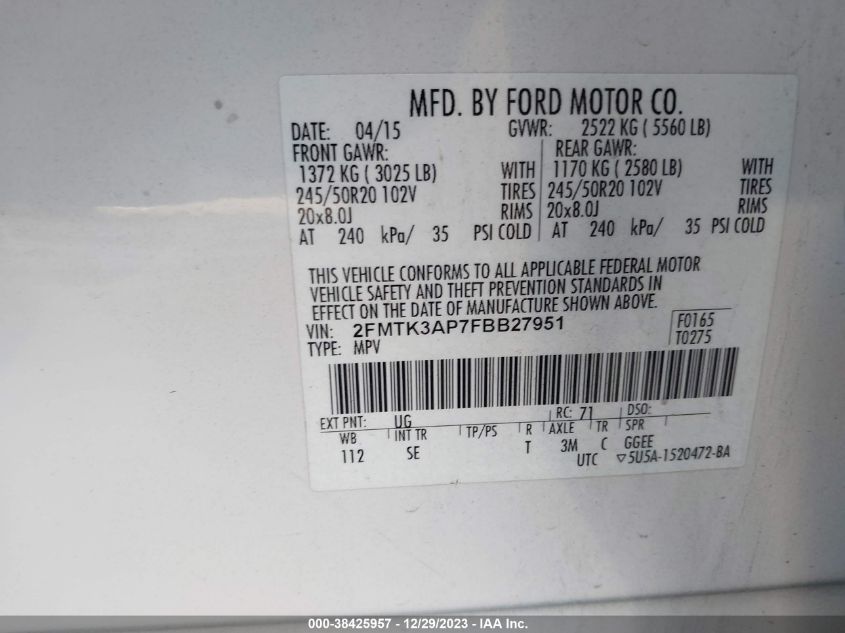 MFD. BY FORD MOTOR CO.
DATE: 04/15 GVWR: 2522 KG ( 5560 LB)
FRONT GAWR: REAR GAWR:
1372 KG ( 3025 LB) WITH 1170 KG ( 2580 LB) WITH
245/50R20 102V TIRES 245/50R20 102V TIRES
20x8.0J RIMS 20x8.0J RIMS
AT 240 kPa/ 35 PSI COLD AT 240 kPa/ 35 PSI COLD
THIS VEHICLE CONFORMS TO ALL APPLICABLE FEDERAL MOTOR
VEHICLE SAFETY AND THEFT PREVENTION STANDARDS IN
EFFECT ON THE DATE OF MANUFACTURE SHOWN ABOVE.
VIN: 2FMTK3AP7FBB27951 F0165
TYPE: MPV T0275
EXT PNT: UG RC: 71 DSO:
WB INT TR TP/PS R AXLE TR SPR
112 SE T 3M C GGEE
UTC ▽5U5A-1520472-BA
000-38425957 - 12/29/2023 - IAA Inc.